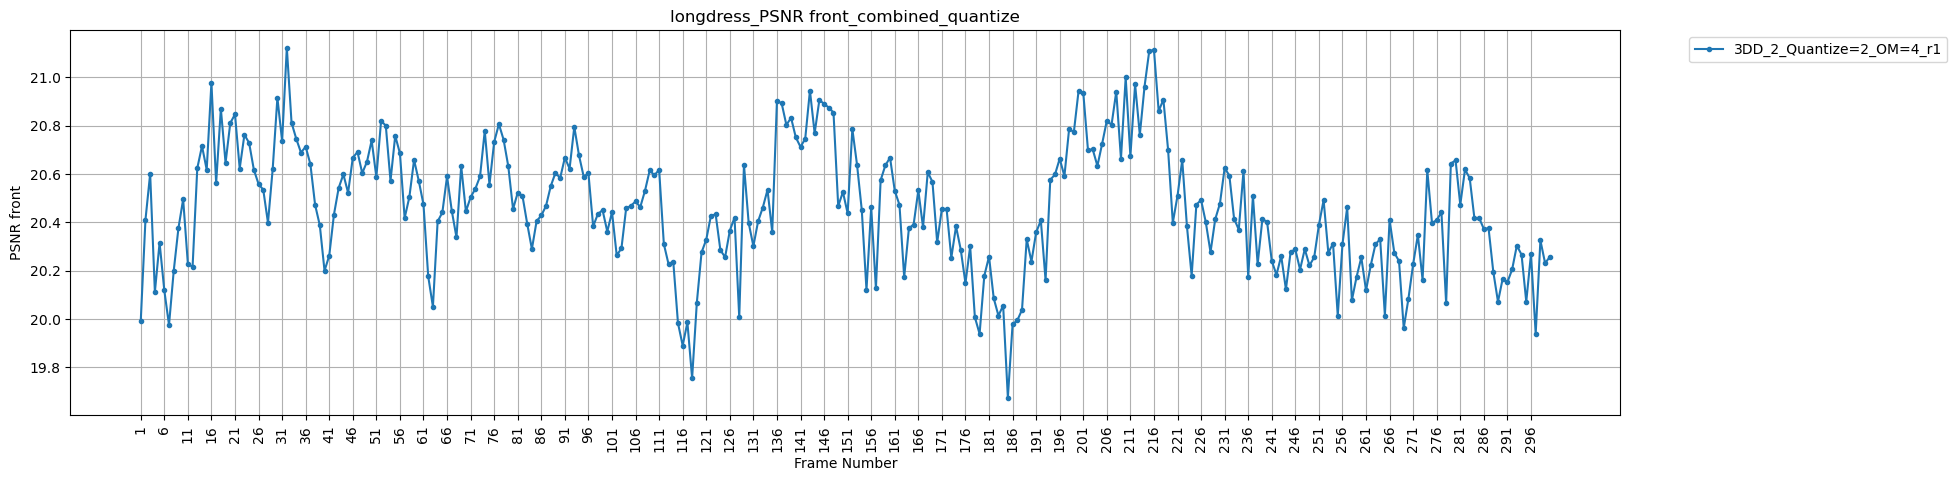 longdress_PSNR front_combined_quantize
3DD_2_Quantize=2_OM=4_r1
PSNR front
21.0
20.8
20.6
20.4
20.2
20.0
19.8
1 6 11 16 21 26 31 36 41 46 51 56 61 66 71 76 81 86 91 96 101 106 111 116 121 126 131 136 141 146 151 156 161 166 171 176 181 186 191 196 201 206 211 216 221 226 231 236 241 246 251 256 261 266 271 276 281 286 291 296
Frame Number